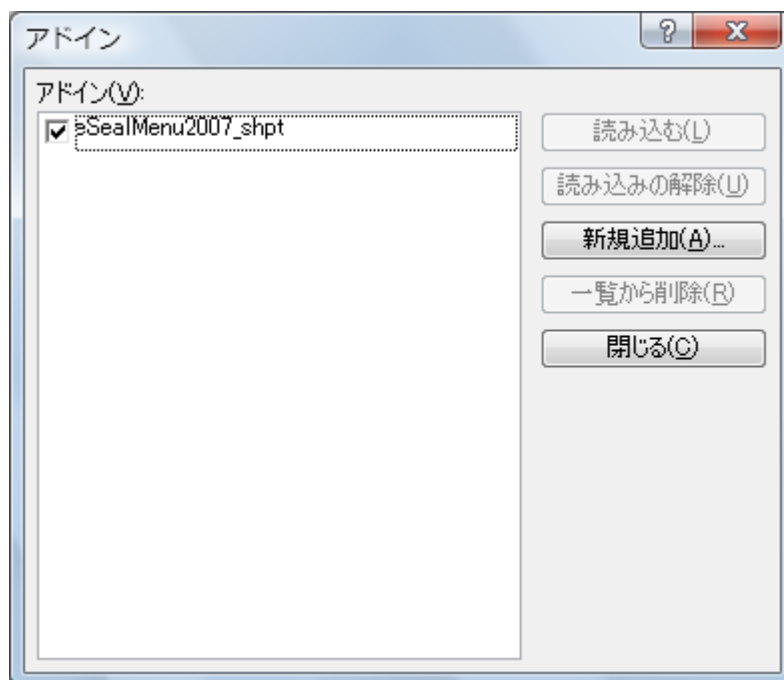 アドイン
アドイン(V):
eSealMenu2007_shpt
読み込む(L)
読み込みの解除(U)
新規追加(A)...
一覧から削除(R)
閉じる(C)